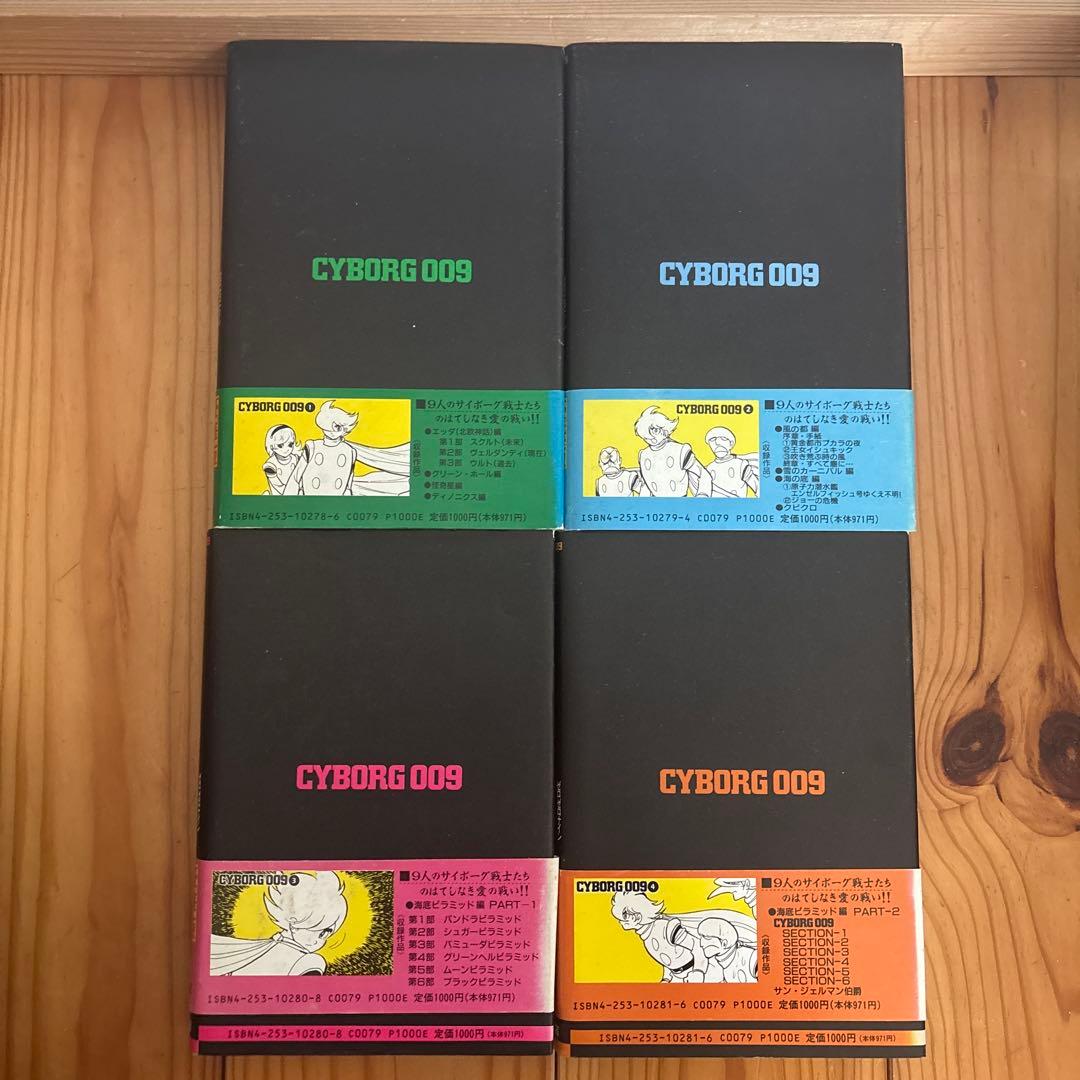 CYBORG 009
CYBORG 009 1
■9人のサイボーグ戦士たち
のはてしなき愛の戦い!!
〈収録作品〉
●エッダ(北欧神話)編
第1部 スクルト(未来)
第2部 ヴェルダンディ(現在)
第3部 ウルト(過去)
●グリーン・ホール編
●怪奇星編
●ディノニクス編
ISBN4-253-10278-6 C0079 P1000E 定価1000円(本体971円)
CYBORG 009
CYBORG 009 2
■9人のサイボーグ戦士たち
のはてしなき愛の戦い!!
〈収録作品〉
●風の都 編
序章・手紙
①黄金都市ブカラの夜
②王女イシュキック
③吹き荒ぶ時の風
終章・すべて塵に…
●雪のカーニバル 編
●海の底 編
①原子力潜水艦
エンゼルフィッシュ号ゆくえ不明!
②ジョーの危機
●クビクロ
ISBN4-253-10279-4 C0079 P1000E 定価1000円(本体971円)
CYBORG 009
CYBORG 009 3
■9人のサイボーグ戦士たち
のはてしなき愛の戦い!!
〈収録作品〉
●海底ピラミッド編 PART-1
第1部 パンドラピラミッド
第2部 シュガーピラミッド
第3部 バミューダピラミッド
第4部 グリーンヘルピラミッド
第5部 ムーンピラミッド
第6部 ブラックピラミッド
ISBN4-253-10280-8 C0079 P1000E 定価1000円(本体971円)
ISBN4-253-10280-8 C0079 P1000E 定価1000円(本体971円)
CYBORG 009
CYBORG 009 4
■9人のサイボーグ戦士たち
のはてしなき愛の戦い!!
〈収録作品〉
●海底ピラミッド編 PART-2
CYBORG 009
SECTION-1
SECTION-2
SECTION-3
SECTION-4
SECTION-5
SECTION-6
サン・ジェルマン伯爵
ISBN4-253-10281-6 C0079 P1000E 定価1000円(本体971円)
ISBN4-253-10281-6 C0079 P1000E 定価1000円(本体971円)